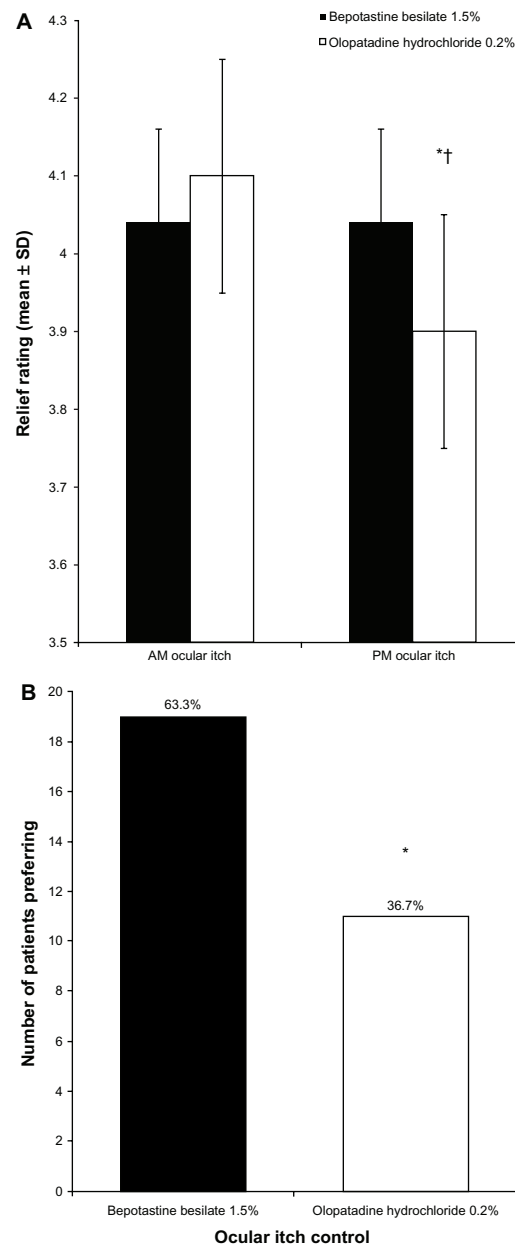 A
Bepotastine besilate 1.5%
Olopatadine hydrochloride 0.2%
Relief rating (mean ± SD)
4.3
4.2
4.1
4
3.9
3.8
3.7
3.6
3.5
*†
AM ocular itch
PM ocular itch
B
Number of patients preferring
20
18
16
14
12
10
8
6
4
2
0
63.3%
*
36.7%
Bepotastine besilate 1.5%
Olopatadine hydrochloride 0.2%
Ocular itch control